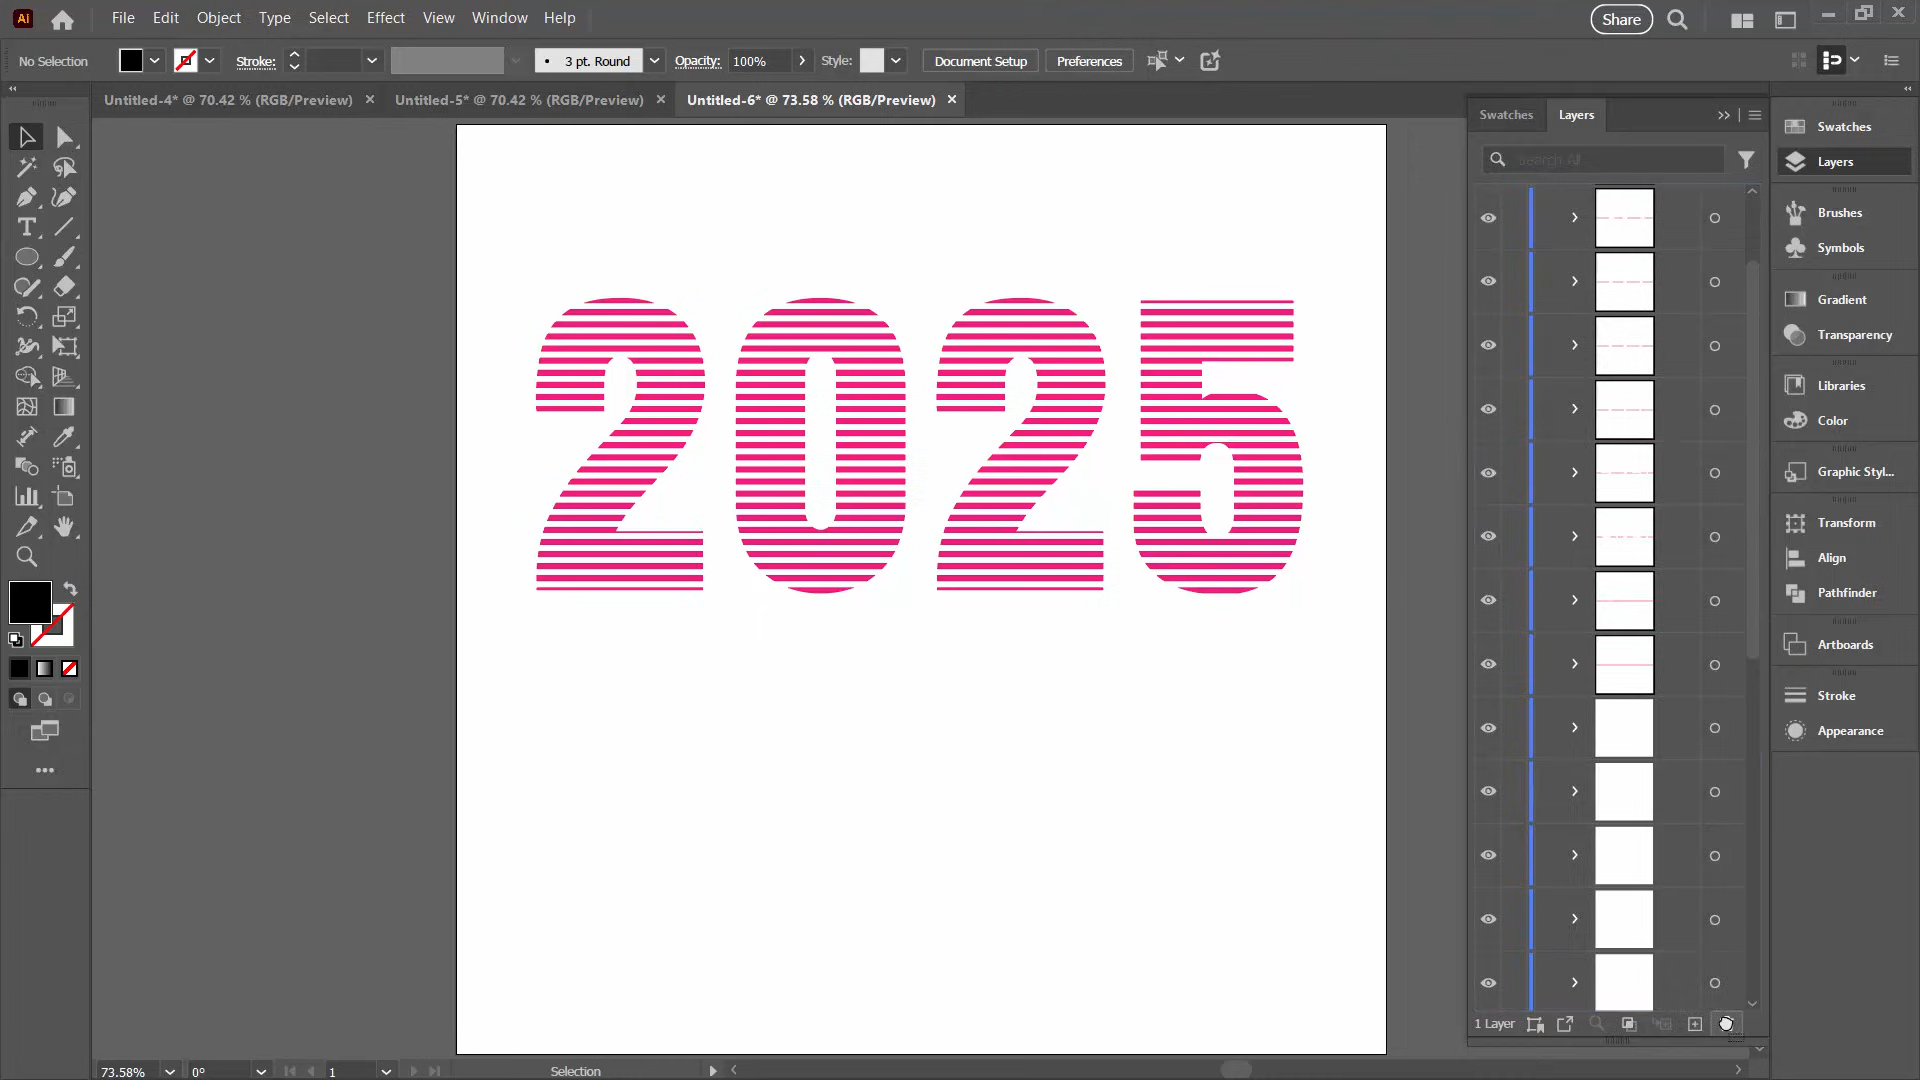 Ai File Edit Object Type Select Effect View Window Help Share
No Selection Stroke: 3 pt. Round Opacity: 100% Style: Document Setup Preferences
Untitled-4* @ 70.42 % (RGB/Preview) × Untitled-5* @ 70.42 % (RGB/Preview) × Untitled-6* @ 73.58 % (RGB/Preview) ×
Swatches Layers
Search All
2025
1 Layer
Swatches
Layers
Brushes
Symbols
Gradient
Transparency
Libraries
Color
Graphic Styl...
Transform
Align
Pathfinder
Artboards
Stroke
Appearance
73.58% 0° 1 Selection